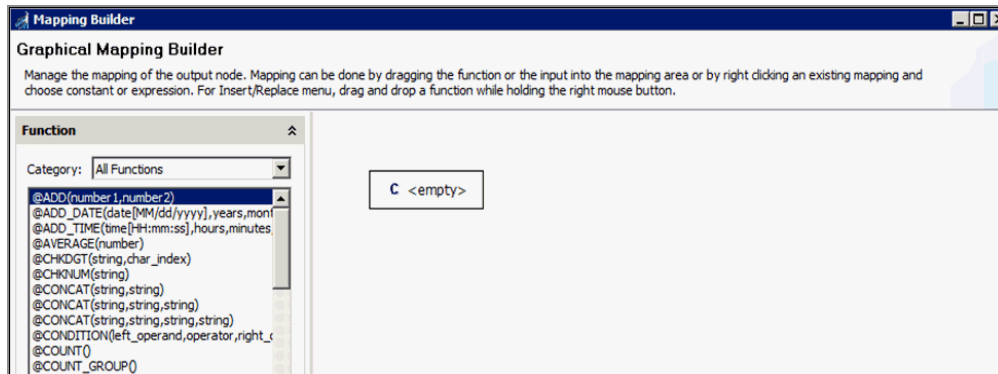 Mapping Builder
Graphical Mapping Builder
Manage the mapping of the output node. Mapping can be done by dragging the function or the input into the mapping area or by right clicking an existing mapping and
choose constant or expression. For Insert/Replace menu, drag and drop a function while holding the right mouse button.
Function
Category: All Functions
@ADD(number1,number2)
@ADD_DATE(date[MM/dd/yyyy],years,mont
@ADD_TIME(time[HH:mm:ss],hours,minutes,
@AVERAGE(number)
@CHKDGT(string,char_index)
@CHKNUM(string)
@CONCAT(string,string)
@CONCAT(string,string,string)
@CONCAT(string,string,string,string)
@CONDITION(left_operand,operator,right_c
@COUNT()
@COUNT_GROUP()
C <empty>